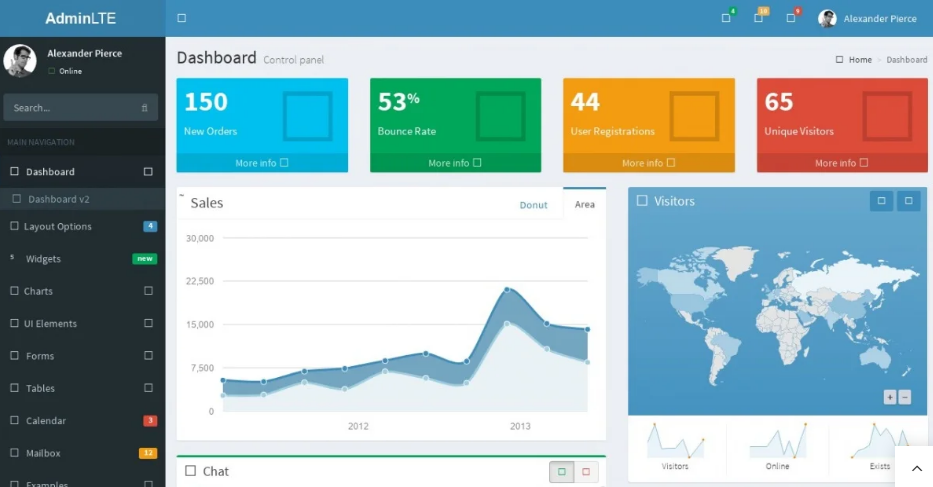 AdminLTE
4
10
9
Alexander Pierce
Alexander Pierce
Online
Search...
MAIN NAVIGATION
Dashboard
Dashboard v2
Layout Options 4
Widgets new
Charts
UI Elements
Forms
Tables
Calendar 3
Mailbox 12
Examples
Dashboard Control panel
Home > Dashboard
150
New Orders
More info
53%
Bounce Rate
More info
44
User Registrations
More info
65
Unique Visitors
More info
Sales
Donut
Area
30,000
22,500
15,000
7,500
0
2012
2013
Visitors
+ −
Visitors
Online
Exists
Chat